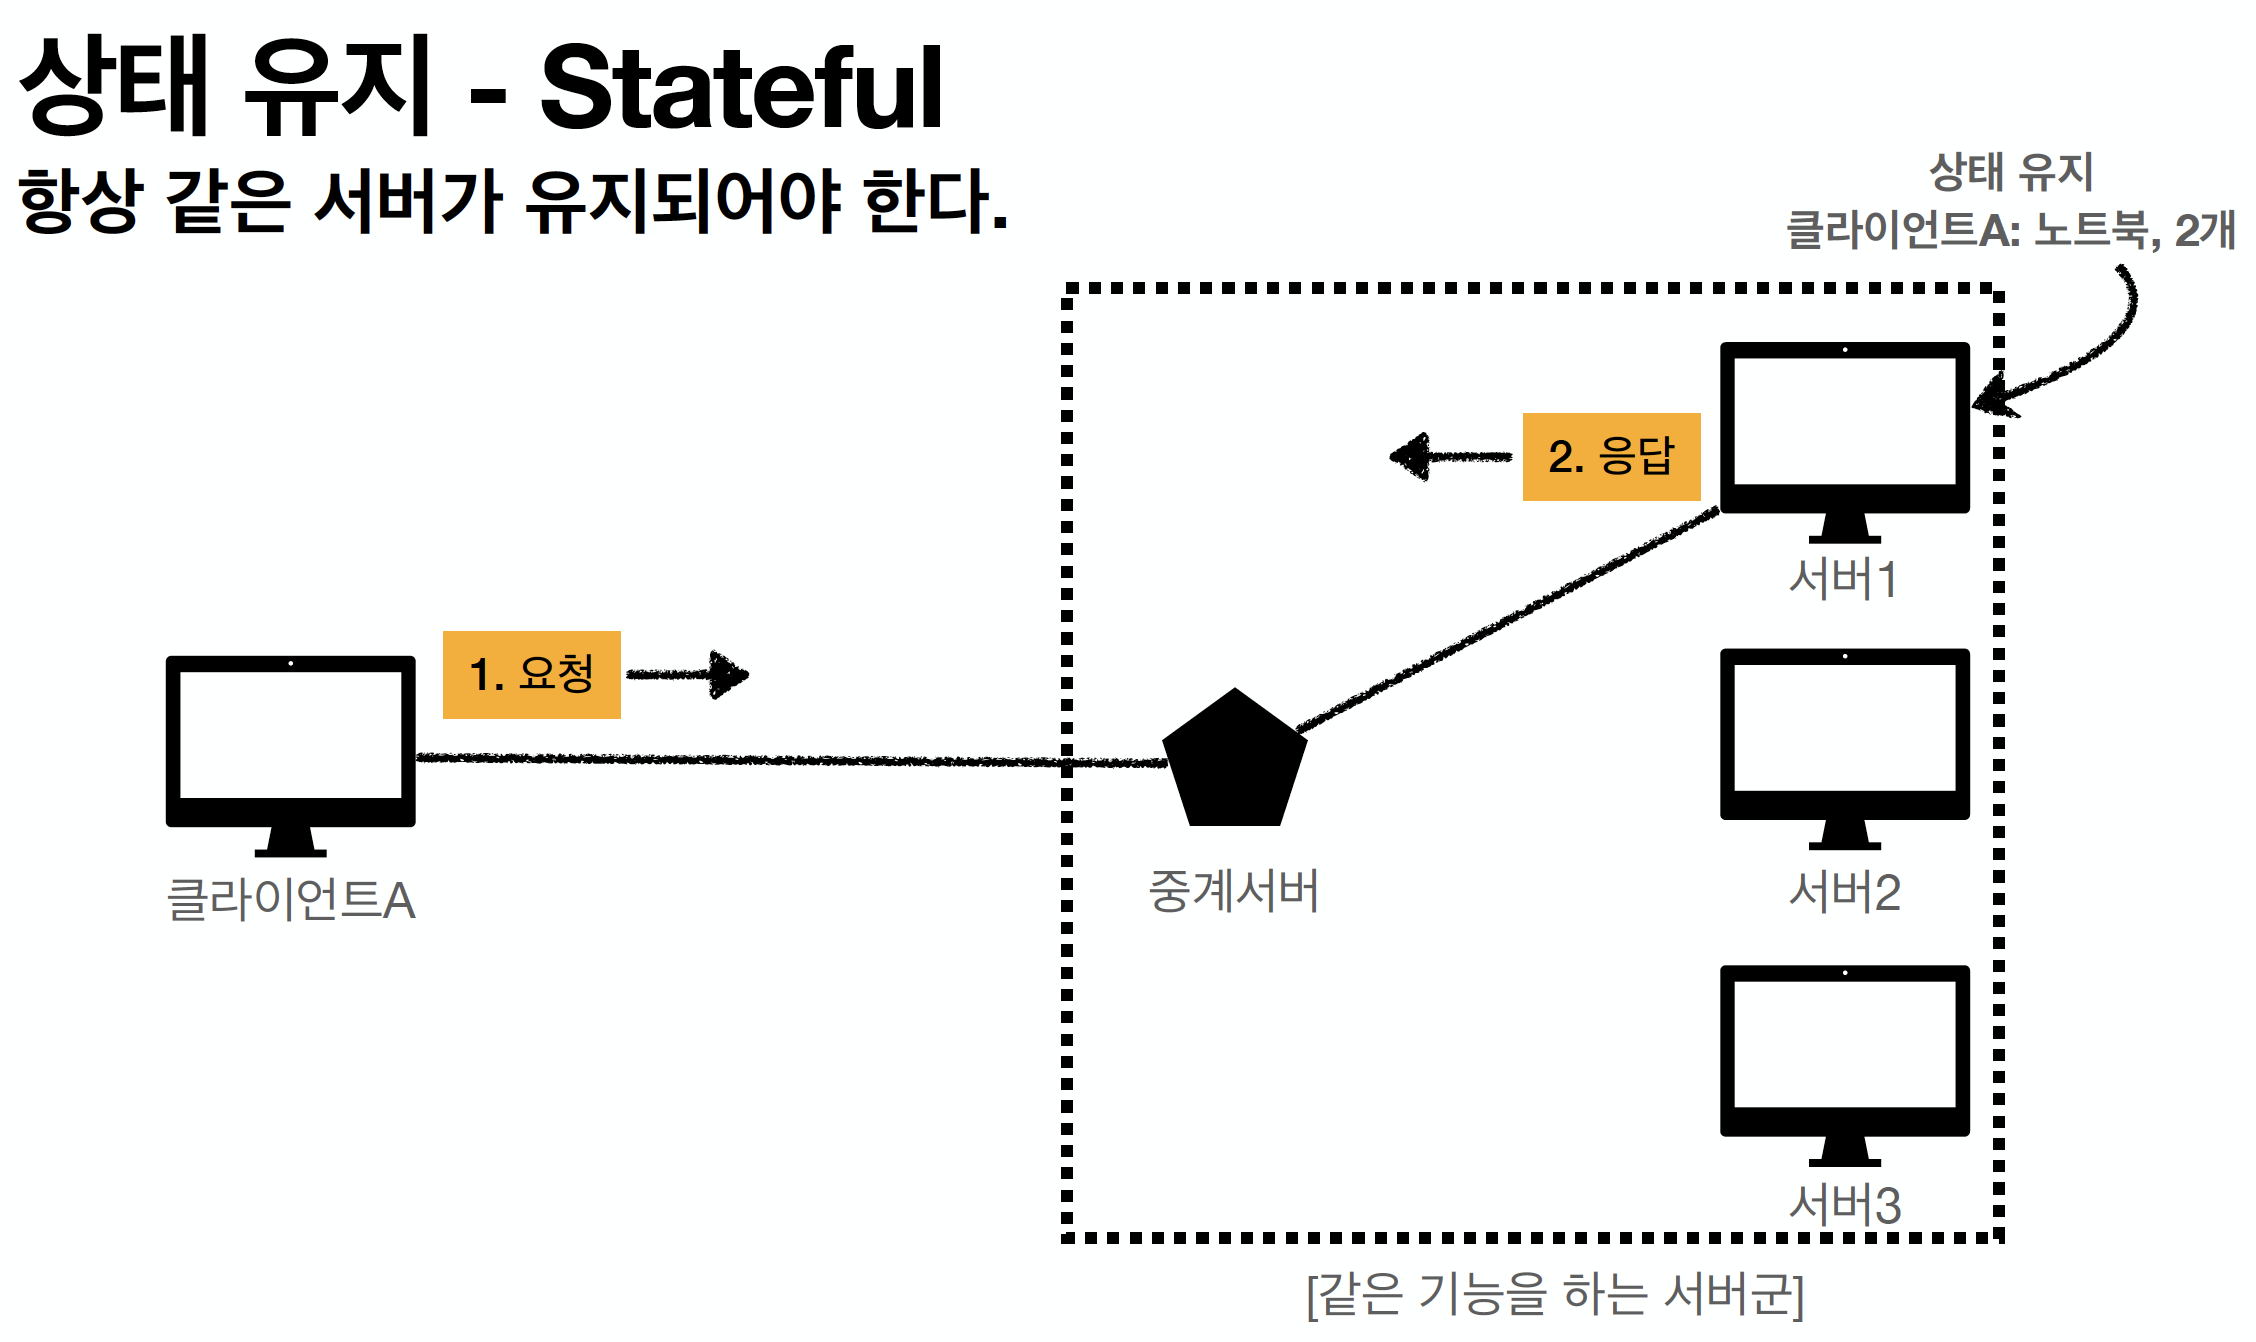 상태 유지 - Stateful
항상 같은 서버가 유지되어야 한다.
상태 유지
클라이언트A: 노트북, 2개
2. 응답
서버1
1. 요청
클라이언트A
중계서버
서버2
서버3
[같은 기능을 하는 서버군]